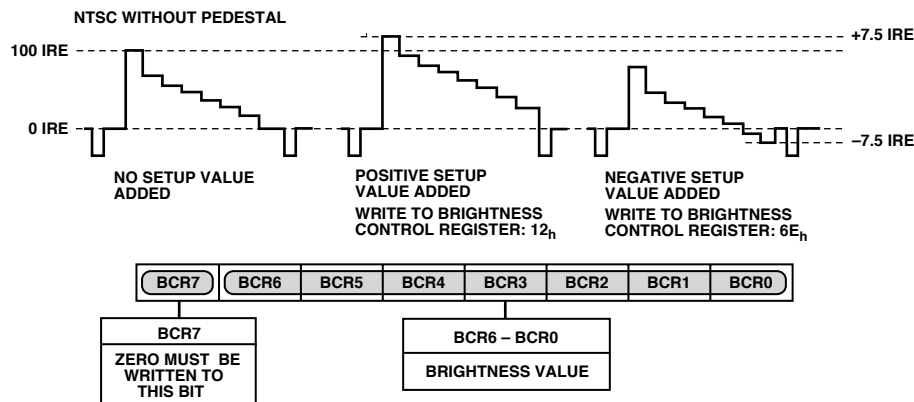 NTSC WITHOUT PEDESTAL
100 IRE
+7.5 IRE
0 IRE
–7.5 IRE
NO SETUP VALUE
ADDED
POSITIVE SETUP
VALUE ADDED
WRITE TO BRIGHTNESS
CONTROL REGISTER: 12h
NEGATIVE SETUP
VALUE ADDED
WRITE TO BRIGHTNESS
CONTROL REGISTER: 6Eh
BCR7 BCR6 BCR5 BCR4 BCR3 BCR2 BCR1 BCR0
BCR7
ZERO MUST BE
WRITTEN TO
THIS BIT
BCR6 – BCR0
BRIGHTNESS VALUE